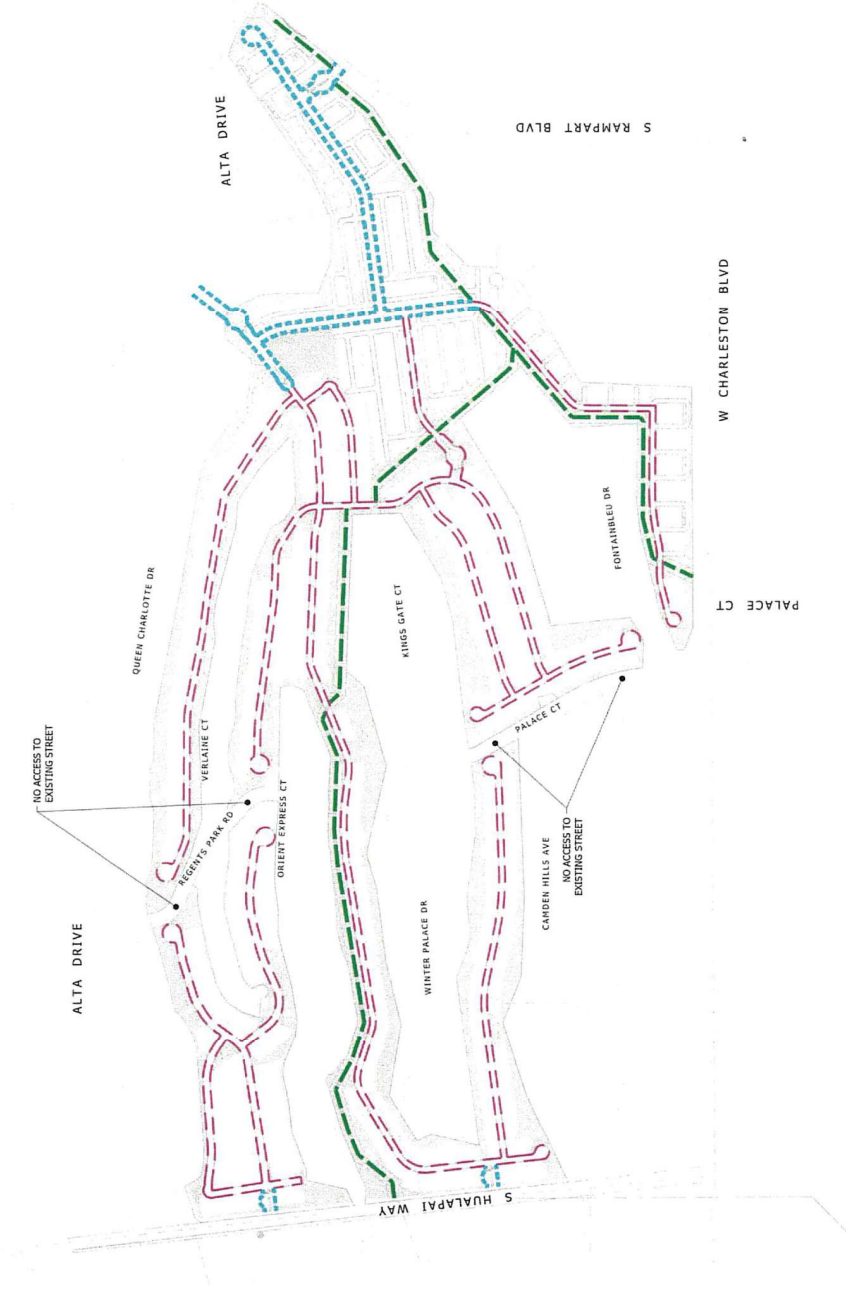 ALTA DRIVE
S RAMPART BLVD
W CHARLESTON BLVD
QUEEN CHARLOTTE DR
KINGS GATE CT
FONTAINBLEU DR
PALACE CT
NO ACCESS TO
EXISTING STREET
VERLAINE CT
REGENTS PARK RD
ORIENT EXPRESS CT
PALACE CT
NO ACCESS TO
EXISTING STREET
CAMDEN HILLS AVE
WINTER PALACE DR
ALTA DRIVE
S HUALAPAI WAY